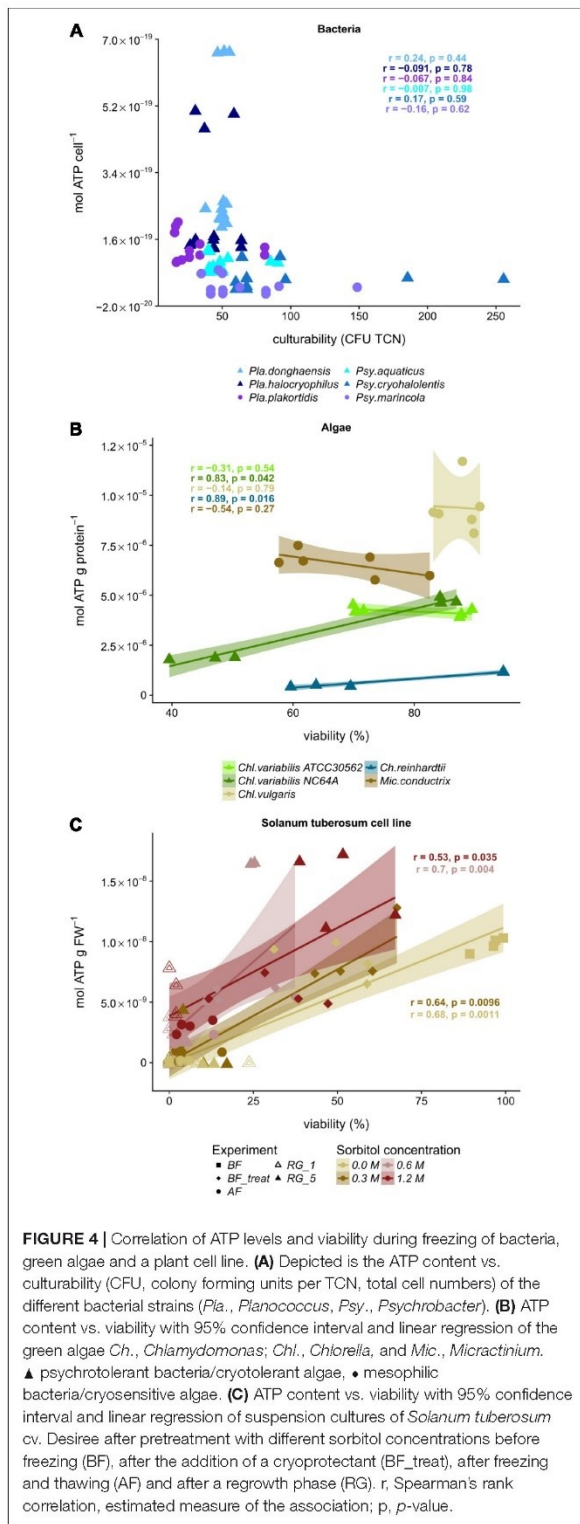 A
Bacteria
7.0 × 10⁻¹⁹
5.2 × 10⁻¹⁹
3.4 × 10⁻¹⁹
1.6 × 10⁻¹⁹
−2.0 × 10⁻²⁰
mol ATP cell⁻¹
r = 0.24, p = 0.44
r = −0.091, p = 0.78
r = −0.067, p = 0.84
r = −0.007, p = 0.98
r = 0.17, p = 0.59
r = −0.16, p = 0.62
50 100 150 200 250
culturability (CFU TCN)
Pla.donghaensis Psy.aquaticus
Pla.halocryophilus Psy.cryohalolentis
Pla.plakortidis Psy.marincola
B
Algae
1.2 × 10⁻⁵
1.0 × 10⁻⁵
7.5 × 10⁻⁶
5.0 × 10⁻⁶
2.5 × 10⁻⁶
0
mol ATP g protein⁻¹
r = −0.31, p = 0.54
r = 0.83, p = 0.042
r = −0.14, p = 0.79
r = 0.89, p = 0.016
r = −0.54, p = 0.27
40 60 80
viability (%)
Chl.variabilis ATCC30562 Ch.reinhardtii
Chl.variabilis NC64A Mic.conductrix
Chl.vulgaris
C
Solanum tuberosum cell line
1.5 × 10⁻⁸
1.0 × 10⁻⁸
5.0 × 10⁻⁹
0
mol ATP g FW⁻¹
r = 0.53, p = 0.035
r = 0.7, p = 0.004
r = 0.64, p = 0.0096
r = 0.68, p = 0.0011
0 25 50 75 100
viability (%)
Experiment Sorbitol concentration
■ BF △ RG_1 0.0 M 0.6 M
◆ BF_treat ▲ RG_5 0.3 M 1.2 M
● AF
FIGURE 4 | Correlation of ATP levels and viability during freezing of bacteria,
green algae and a plant cell line. (A) Depicted is the ATP content vs.
culturability (CFU, colony forming units per TCN, total cell numbers) of the
different bacterial strains (Pla., Planococcus, Psy., Psychrobacter). (B) ATP
content vs. viability with 95% confidence interval and linear regression of the
green algae Ch., Chlamydomonas; Chl., Chlorella, and Mic., Micractinium.
▲ psychrotolerant bacteria/cryotolerant algae, ● mesophilic
bacteria/cryosensitive algae. (C) ATP content vs. viability with 95% confidence
interval and linear regression of suspension cultures of Solanum tuberosum
cv. Desiree after pretreatment with different sorbitol concentrations before
freezing (BF), after the addition of a cryoprotectant (BF_treat), after freezing
and thawing (AF) and after a regrowth phase (RG). r, Spearman's rank
correlation, estimated measure of the association; p, p-value.